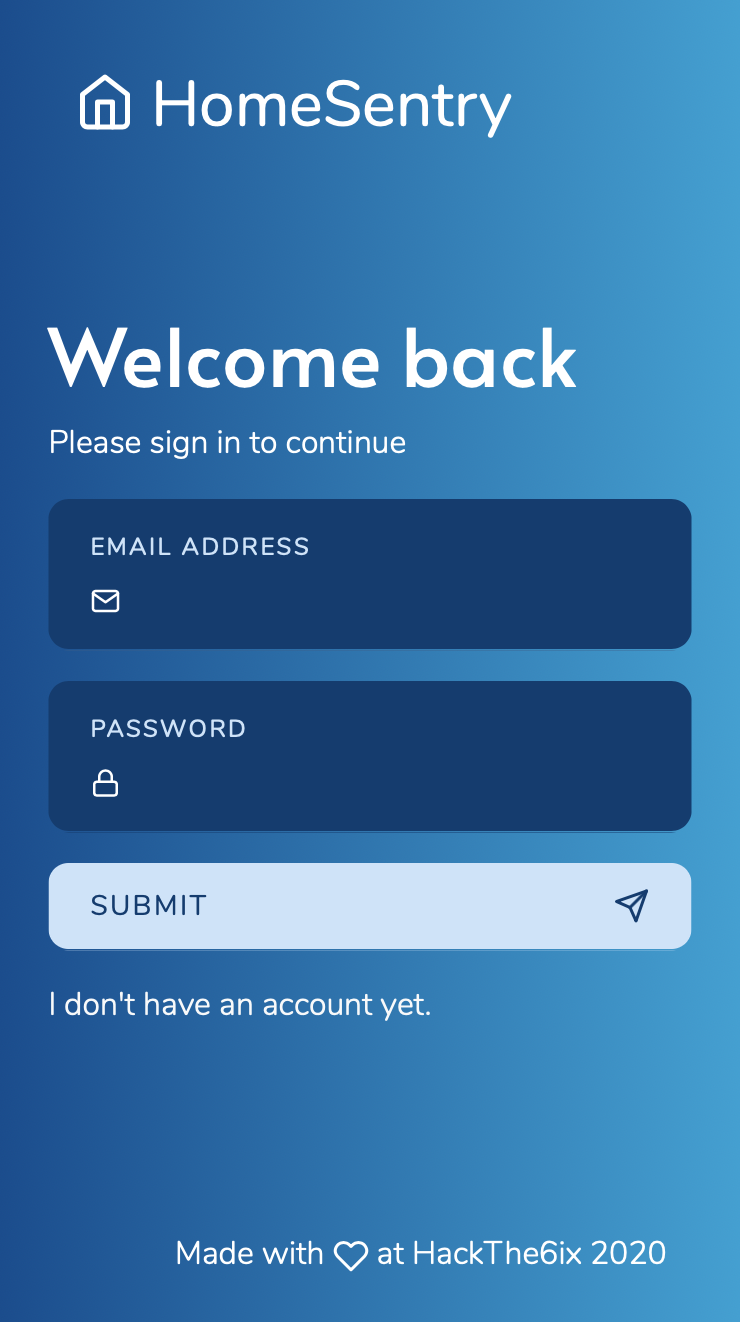 HomeSentry
Welcome back
Please sign in to continue
EMAIL ADDRESS
PASSWORD
SUBMIT
I don't have an account yet.
Made with ♡ at HackThe6ix 2020